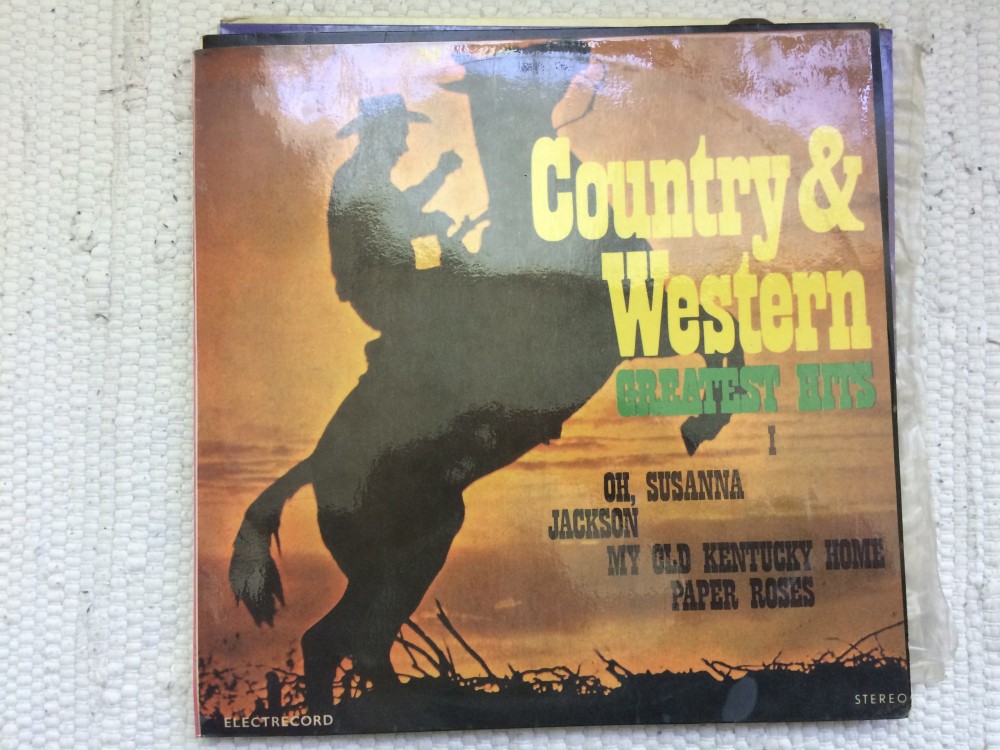 Country &
Western
GREATEST HITS
I
OH, SUSANNA
JACKSON
MY OLD KENTUCKY HOME
PAPER ROSES
STEREO
ELECTRECORD